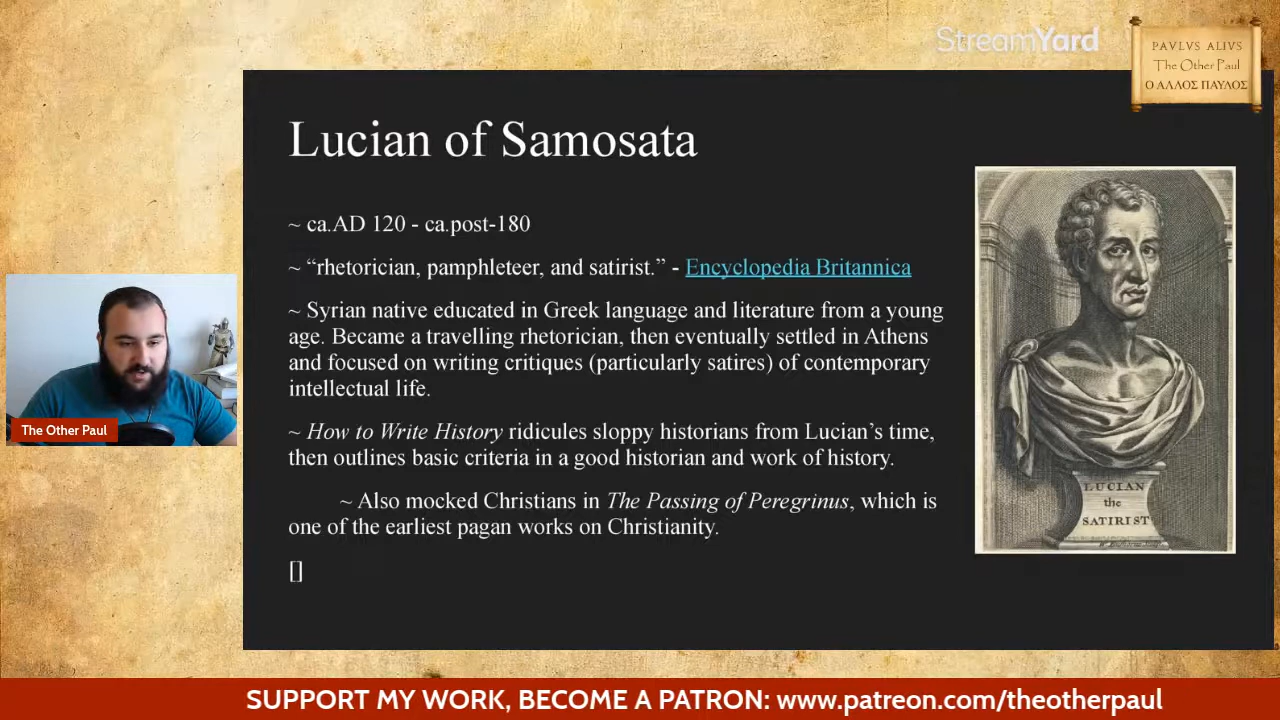 StreamYard
PAVLVS ALIVS
The Other Paul
Ο ΑΛΛΟΣ ΠΑΥΛΟΣ
Lucian of Samosata
~ ca.AD 120 - ca.post-180
~ “rhetorician, pamphleteer, and satirist.” - Encyclopedia Britannica
~ Syrian native educated in Greek language and literature from a young
age. Became a travelling rhetorician, then eventually settled in Athens
and focused on writing critiques (particularly satires) of contemporary
intellectual life.
~ How to Write History ridicules sloppy historians from Lucian’s time,
then outlines basic criteria in a good historian and work of history.
~ Also mocked Christians in The Passing of Peregrinus, which is
one of the earliest pagan works on Christianity.
[]
LUCIAN
the
SATIRIST
The Other Paul
SUPPORT MY WORK, BECOME A PATRON: www.patreon.com/theotherpaul